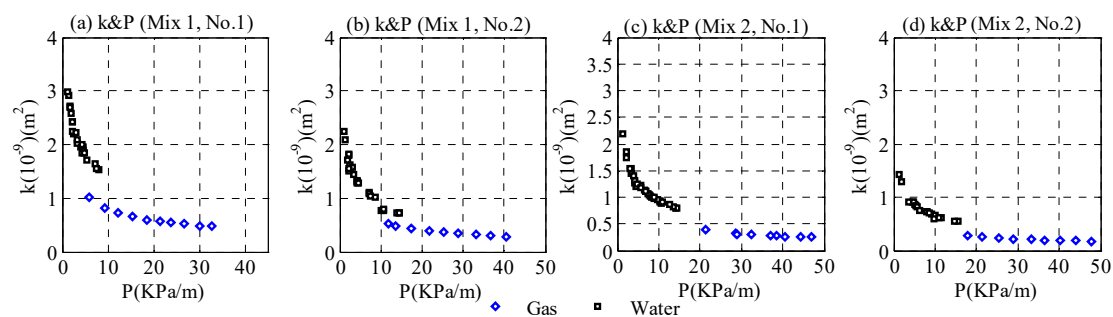 (a) k&P (Mix 1, No.1)
k(10⁻⁹)(m²)
4
3
2
1
0
0 10 20 30 40
P(KPa/m)
(b) k&P (Mix 1, No.2)
k(10⁻⁹)(m²)
4
3
2
1
0
0 10 20 30 40 50
P(KPa/m)
(c) k&P (Mix 2, No.1)
k(10⁻⁹)(m²)
4
3.5
3
2.5
2
1.5
1
0.5
0
0 10 20 30 40 50
P(KPa/m)
(d) k&P (Mix 2, No.2)
k(10⁻⁹)(m²)
4
3
2
1
0
0 10 20 30 40 50
P(KPa/m)
Gas Water